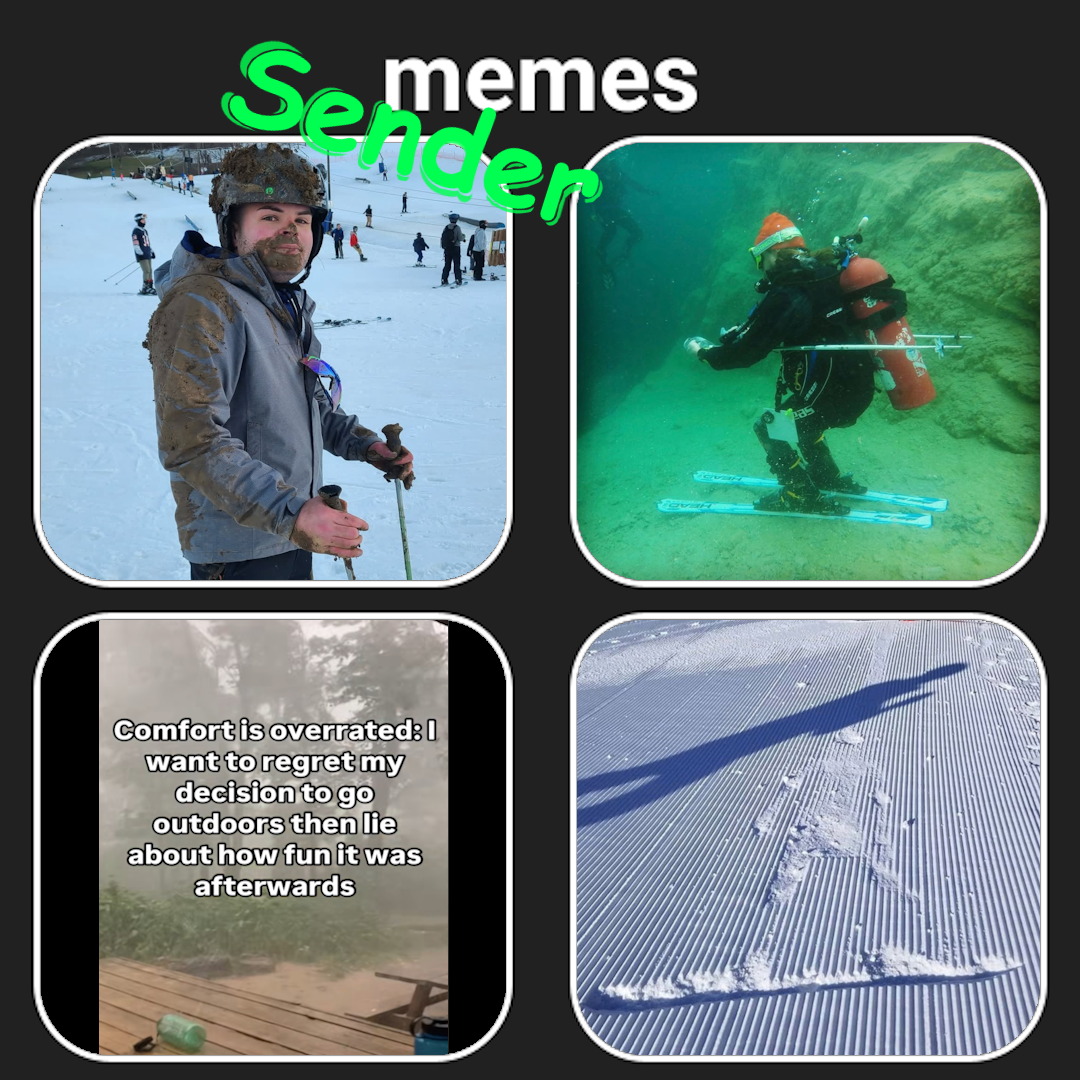 memes
Sender
Comfort is overrated: I
want to regret my
decision to go
outdoors then lie
about how fun it was
afterwards
HEAD